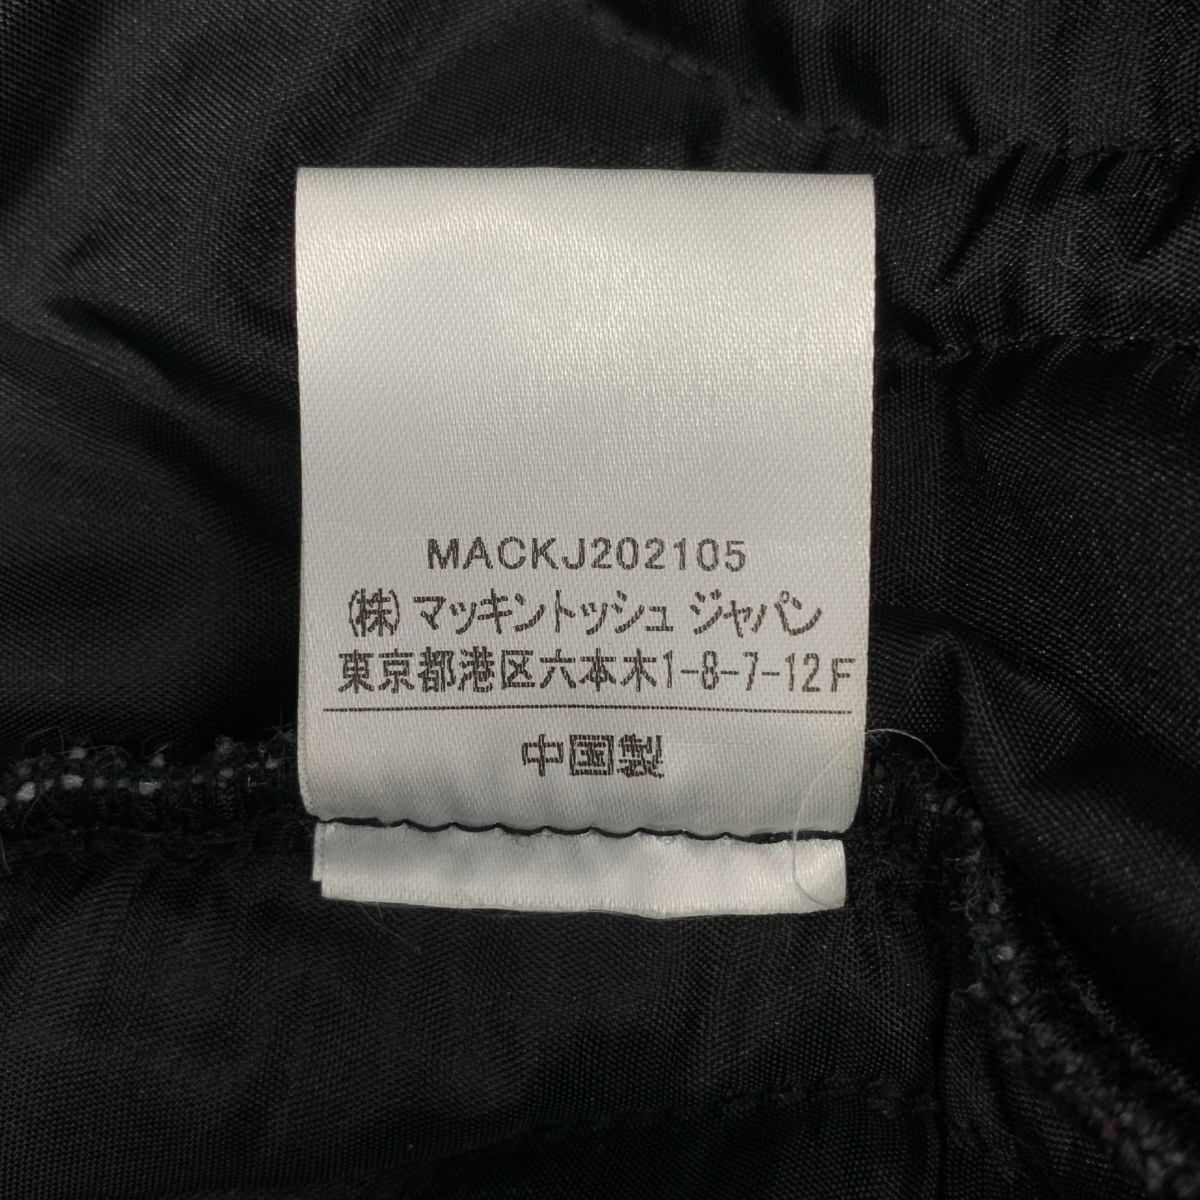 MACKJ202105
(株)マッキントッシュ ジャパン
東京都港区六本木1-8-7-12F
中国製